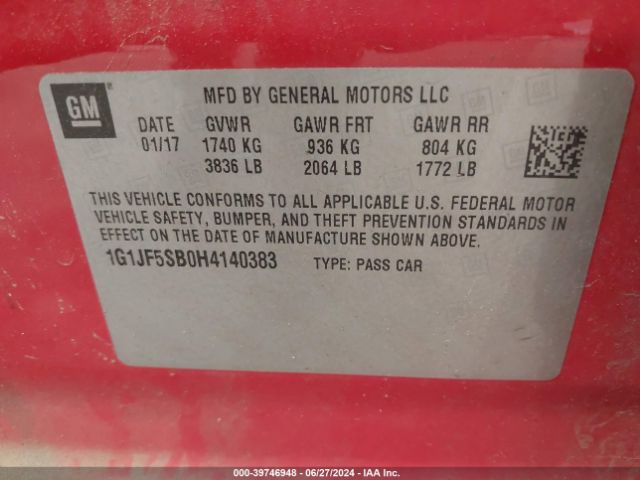 GM
MFD BY GENERAL MOTORS LLC
DATE GVWR GAWR FRT GAWR RR
01/17 1740 KG 936 KG 804 KG
3836 LB 2064 LB 1772 LB
THIS VEHICLE CONFORMS TO ALL APPLICABLE U.S. FEDERAL MOTOR
VEHICLE SAFETY, BUMPER, AND THEFT PREVENTION STANDARDS IN
EFFECT ON THE DATE OF MANUFACTURE SHOWN ABOVE.
1G1JF5SB0H4140383 TYPE: PASS CAR
000-39746948 - 06/27/2024 - IAA Inc.